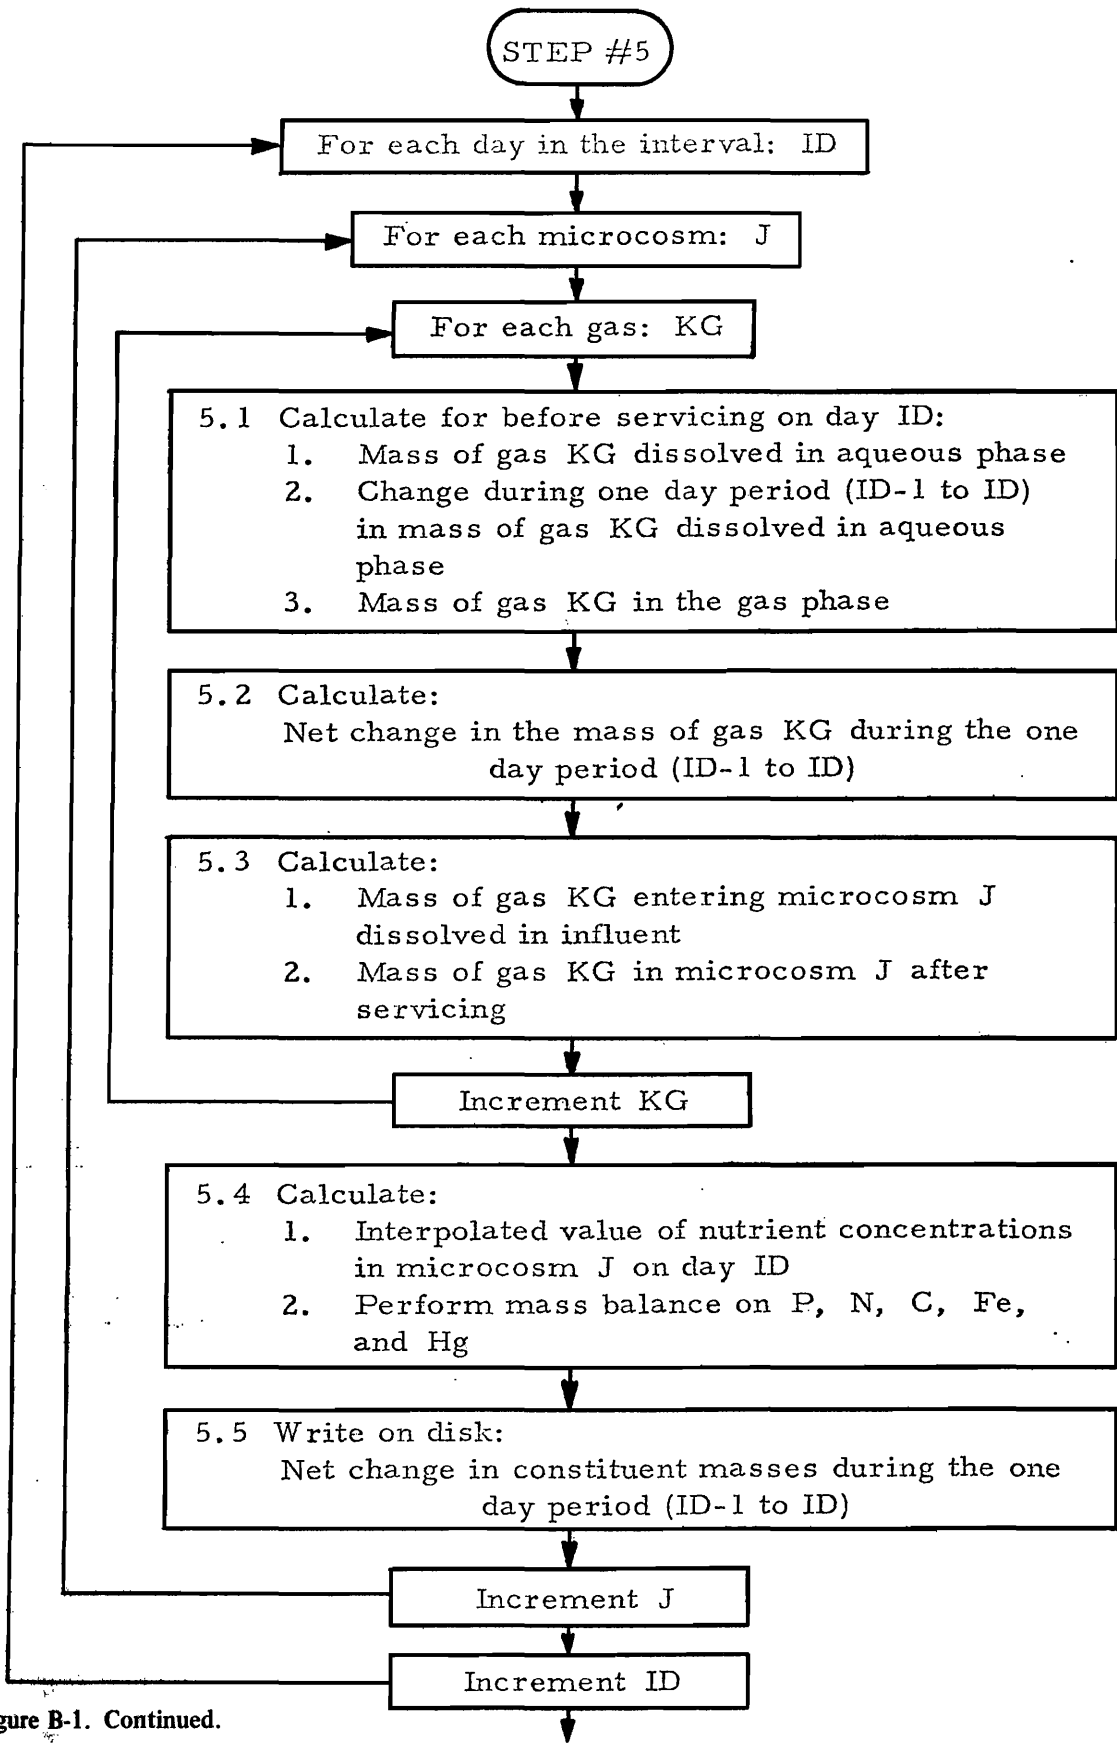 STEP #5
For each day in the interval: ID
For each microcosm: J
For each gas: KG
5.1 Calculate for before servicing on day ID:
1. Mass of gas KG dissolved in aqueous phase
2. Change during one day period (ID-1 to ID)
in mass of gas KG dissolved in aqueous
phase
3. Mass of gas KG in the gas phase
5.2 Calculate:
Net change in the mass of gas KG during the one
day period (ID-1 to ID)
5.3 Calculate:
1. Mass of gas KG entering microcosm J
dissolved in influent
2. Mass of gas KG in microcosm J after
servicing
Increment KG
5.4 Calculate:
1. Interpolated value of nutrient concentrations
in microcosm J on day ID
2. Perform mass balance on P, N, C, Fe,
and Hg
5.5 Write on disk:
Net change in constituent masses during the one
day period (ID-1 to ID)
Increment J
Increment ID
gure B-1. Continued.